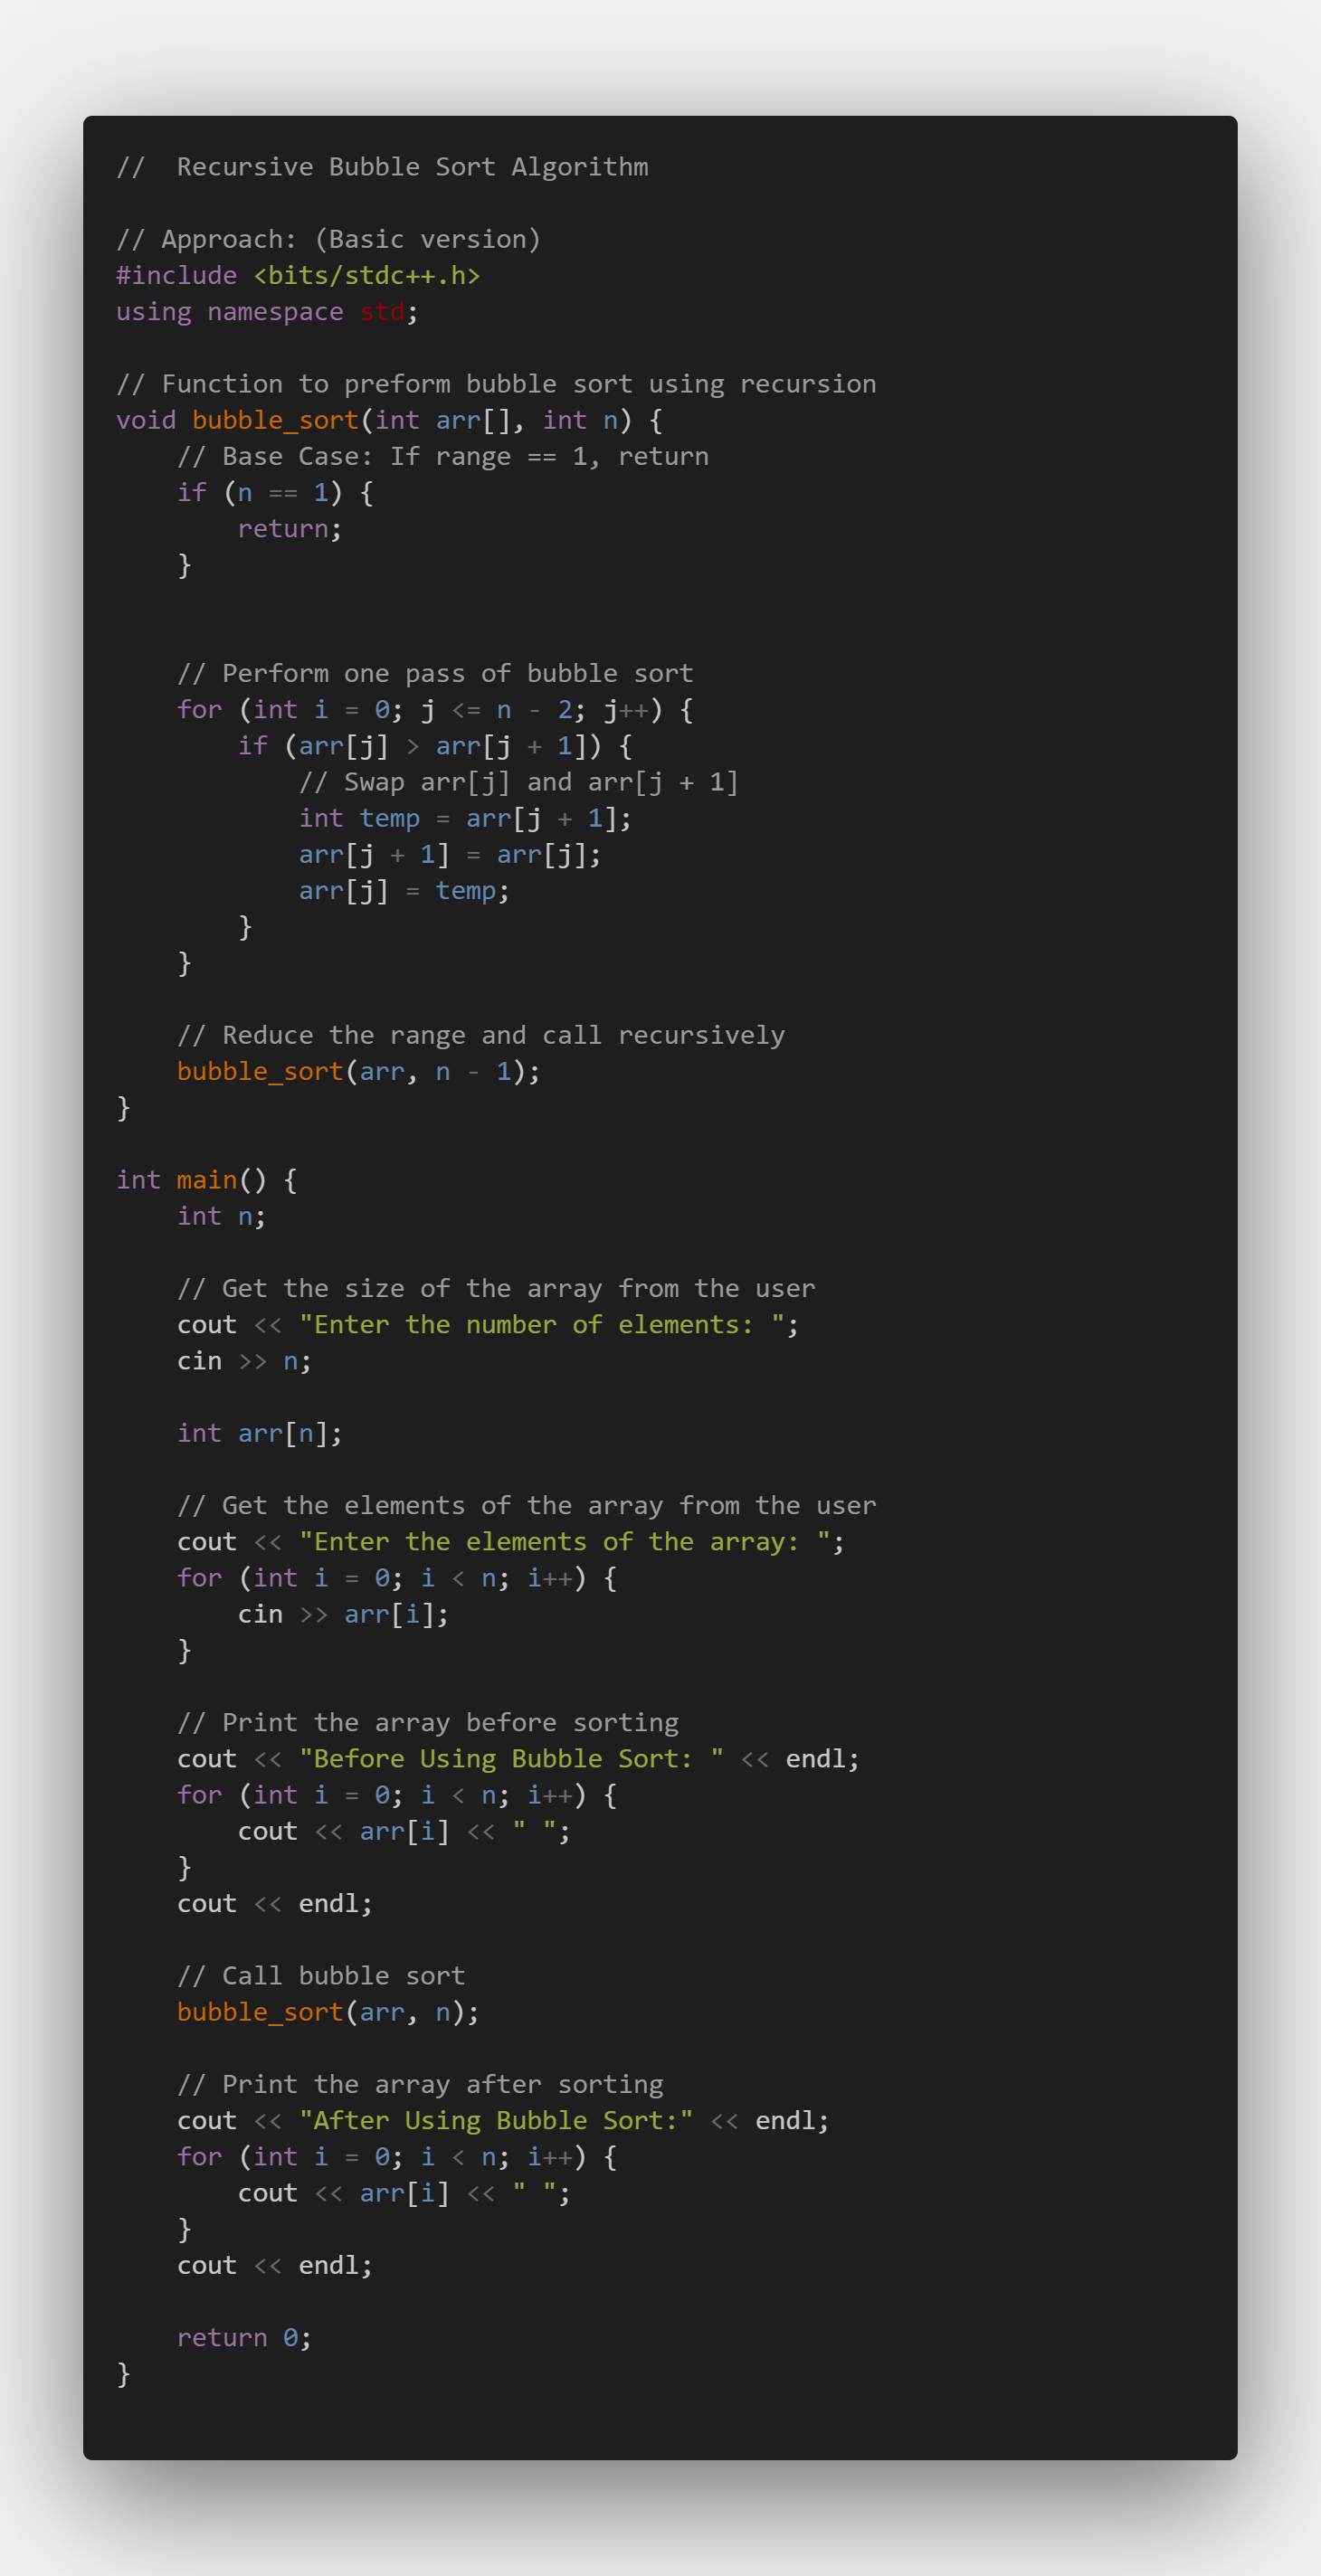 //  Recursive Bubble Sort Algorithm

// Approach: (Basic version)
#include <bits/stdc++.h>
using namespace std;

// Function to preform bubble sort using recursion
void bubble_sort(int arr[], int n) {
    // Base Case: If range == 1, return
    if (n == 1) {
        return;
    }


    // Perform one pass of bubble sort
    for (int i = 0; j <= n - 2; j++) {
        if (arr[j] > arr[j + 1]) {
            // Swap arr[j] and arr[j + 1]
            int temp = arr[j + 1];
            arr[j + 1] = arr[j];
            arr[j] = temp;
        }
    }

    // Reduce the range and call recursively
    bubble_sort(arr, n - 1);
}

int main() {
    int n;

    // Get the size of the array from the user
    cout << "Enter the number of elements: ";
    cin >> n;

    int arr[n];

    // Get the elements of the array from the user
    cout << "Enter the elements of the array: ";
    for (int i = 0; i < n; i++) {
        cin >> arr[i];
    }

    // Print the array before sorting
    cout << "Before Using Bubble Sort: " << endl;
    for (int i = 0; i < n; i++) {
        cout << arr[i] << " ";
    }
    cout << endl;

    // Call bubble sort
    bubble_sort(arr, n);

    // Print the array after sorting
    cout << "After Using Bubble Sort:" << endl;
    for (int i = 0; i < n; i++) {
        cout << arr[i] << " ";
    }
    cout << endl;

    return 0;
}